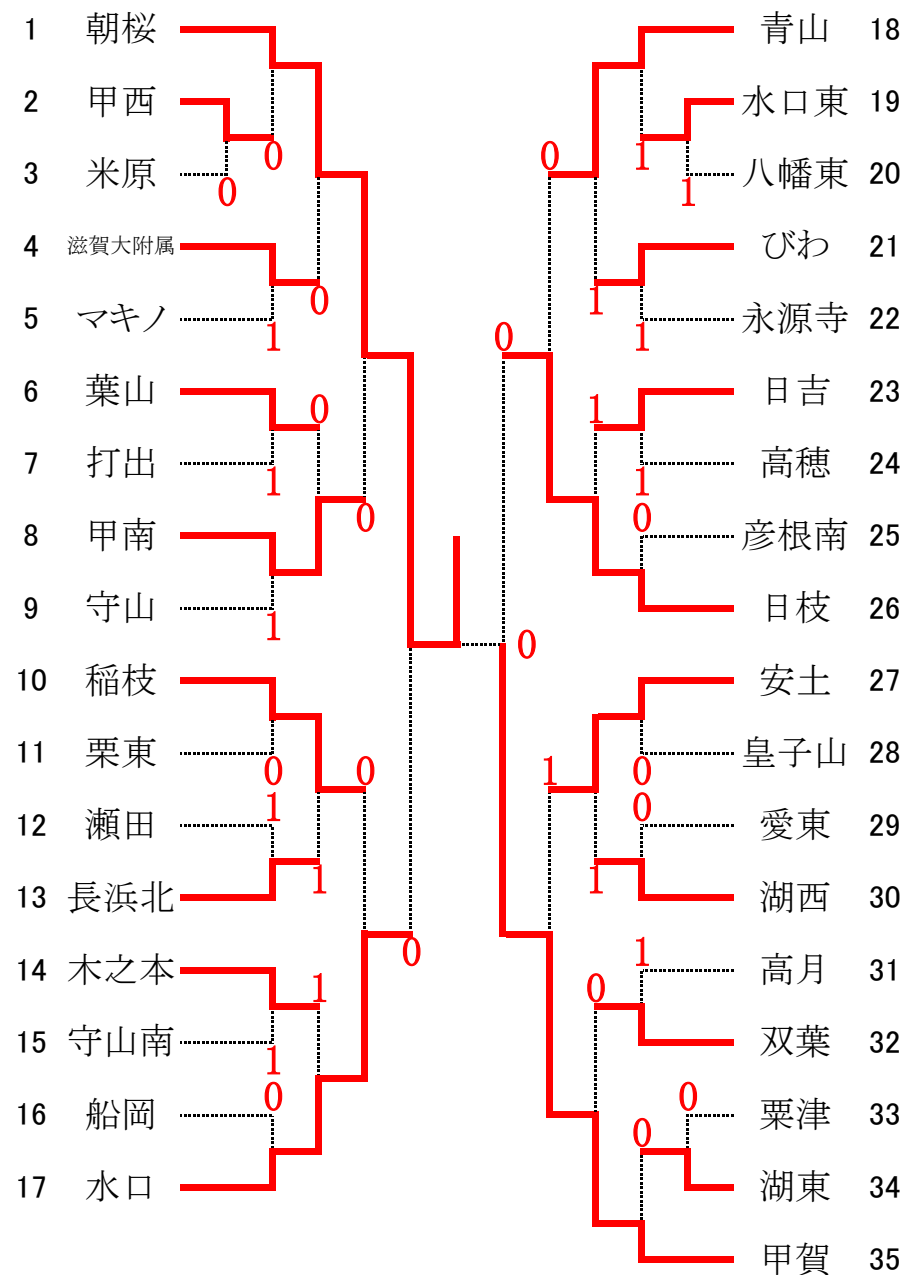 1 朝桜
2 甲西
3 米原
4 滋賀大附属
5 マキノ
6 葉山
7 打出
8 甲南
9 守山
10 稲枝
11 栗東
12 瀬田
13 長浜北
14 木之本
15 守山南
16 船岡
17 水口
0
0
0
1
0
1
0
1
0
0
1
0
1
1
1
0
0
0
0
1
1
1
1
0
1
1
0
1
0
0
1
1
0
0
0
青山 18
水口東 19
八幡東 20
びわ 21
永源寺 22
日吉 23
高穂 24
彦根南 25
日枝 26
安土 27
皇子山 28
愛東 29
湖西 30
高月 31
双葉 32
粟津 33
湖東 34
甲賀 35